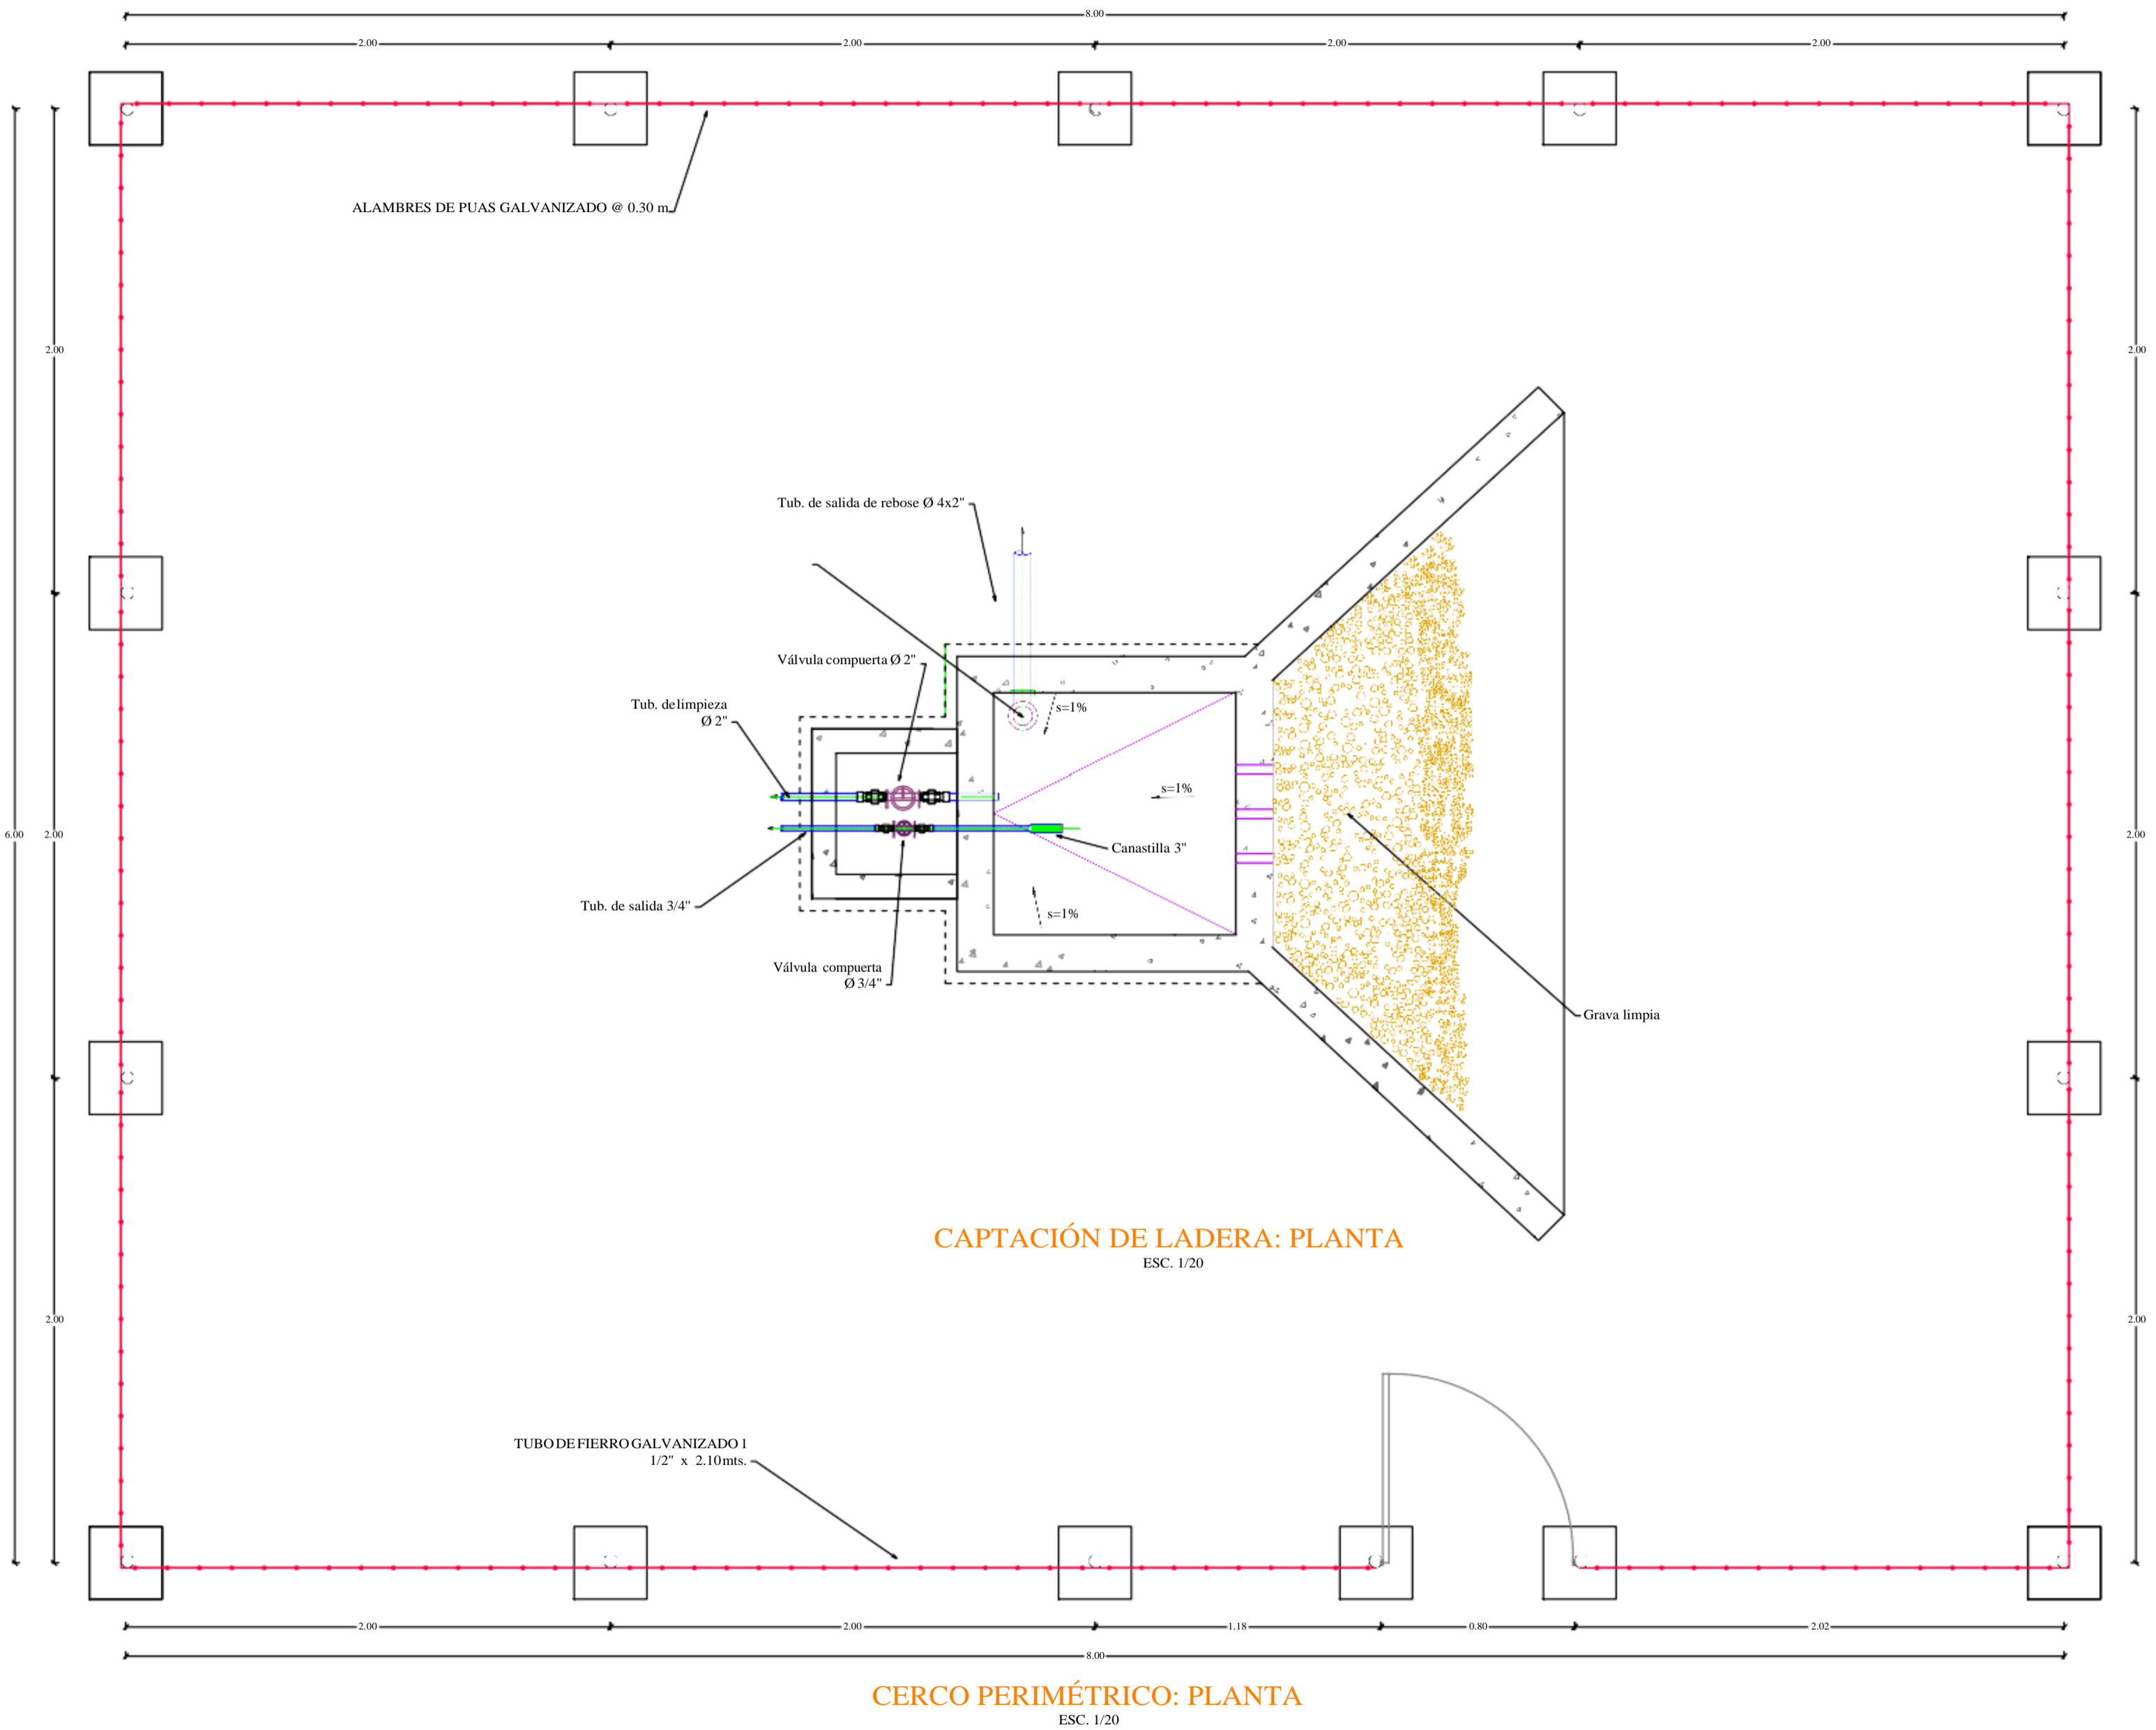 8.00
2.00 2.00 2.00 2.00
ALAMBRES DE PUAS GALVANIZADO @ 0.30 m
2.00 2.00
Tub. de salida de rebose Ø 4x2"
Válvula compuerta Ø 2"
Tub. de limpieza
Ø 2"
s=1%
s=1%
6.00 2.00 2.00
Canastilla 3"
Tub. de salida 3/4"
s=1%
Válvula compuerta
Ø 3/4"
Grava limpia
CAPTACIÓN DE LADERA: PLANTA
ESC. 1/20
2.00 2.00
TUBO DE FIERRO GALVANIZADO 1
1/2" x 2.10mts.
2.00 2.00 1.18 0.80 2.02
8.00
CERCO PERIMÉTRICO: PLANTA
ESC. 1/20